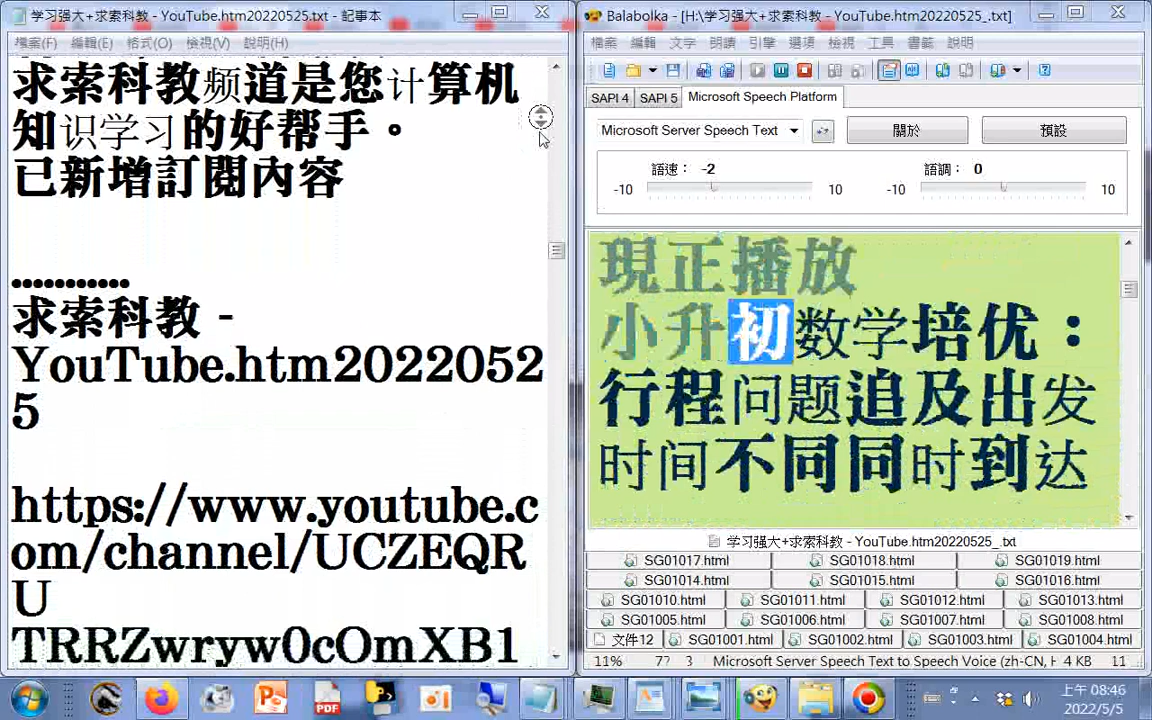 学习强大+求索科教 - YouTube.htm20220525.txt - 記事本
檔案(F) 編輯(E) 格式(O) 檢視(V) 說明(H)
求索科教频道是您计算机
知识学习的好帮手。
已新增訂閱內容
...........
求索科教 -
YouTube.htm2022052
5
https://www.youtube.c
om/channel/UCZEQR
U
TRRZwryw0cOmXB1
Balabolka - [H:\学习强大+求索科教 - YouTube.htm20220525_.txt]
檔案 編輯 文字 朗讀 引擎 選項 檢視 工具 書籤 說明
SAPI 4 SAPI 5 Microsoft Speech Platform
Microsoft Server Speech Text 關於 預設
語速： -2 語調： 0
-10 10 -10 10
現正播放
小升初数学培优：
行程问题追及出发
时间不同同时到达
学习强大+求索科教 - YouTube.htm20220525_.txt
SG01017.html SG01018.html SG01019.html
SG01014.html SG01015.html SG01016.html
SG01010.html SG01011.html SG01012.html SG01013.html
SG01005.html SG01006.html SG01007.html SG01008.html
文件12 SG01001.html SG01002.html SG01003.html SG01004.html
11% 7? 3 Microsoft Server Speech Text to Speech Voice (zh-CN, H 4 KB 11
PDF
上午 08:46
2022/5/5